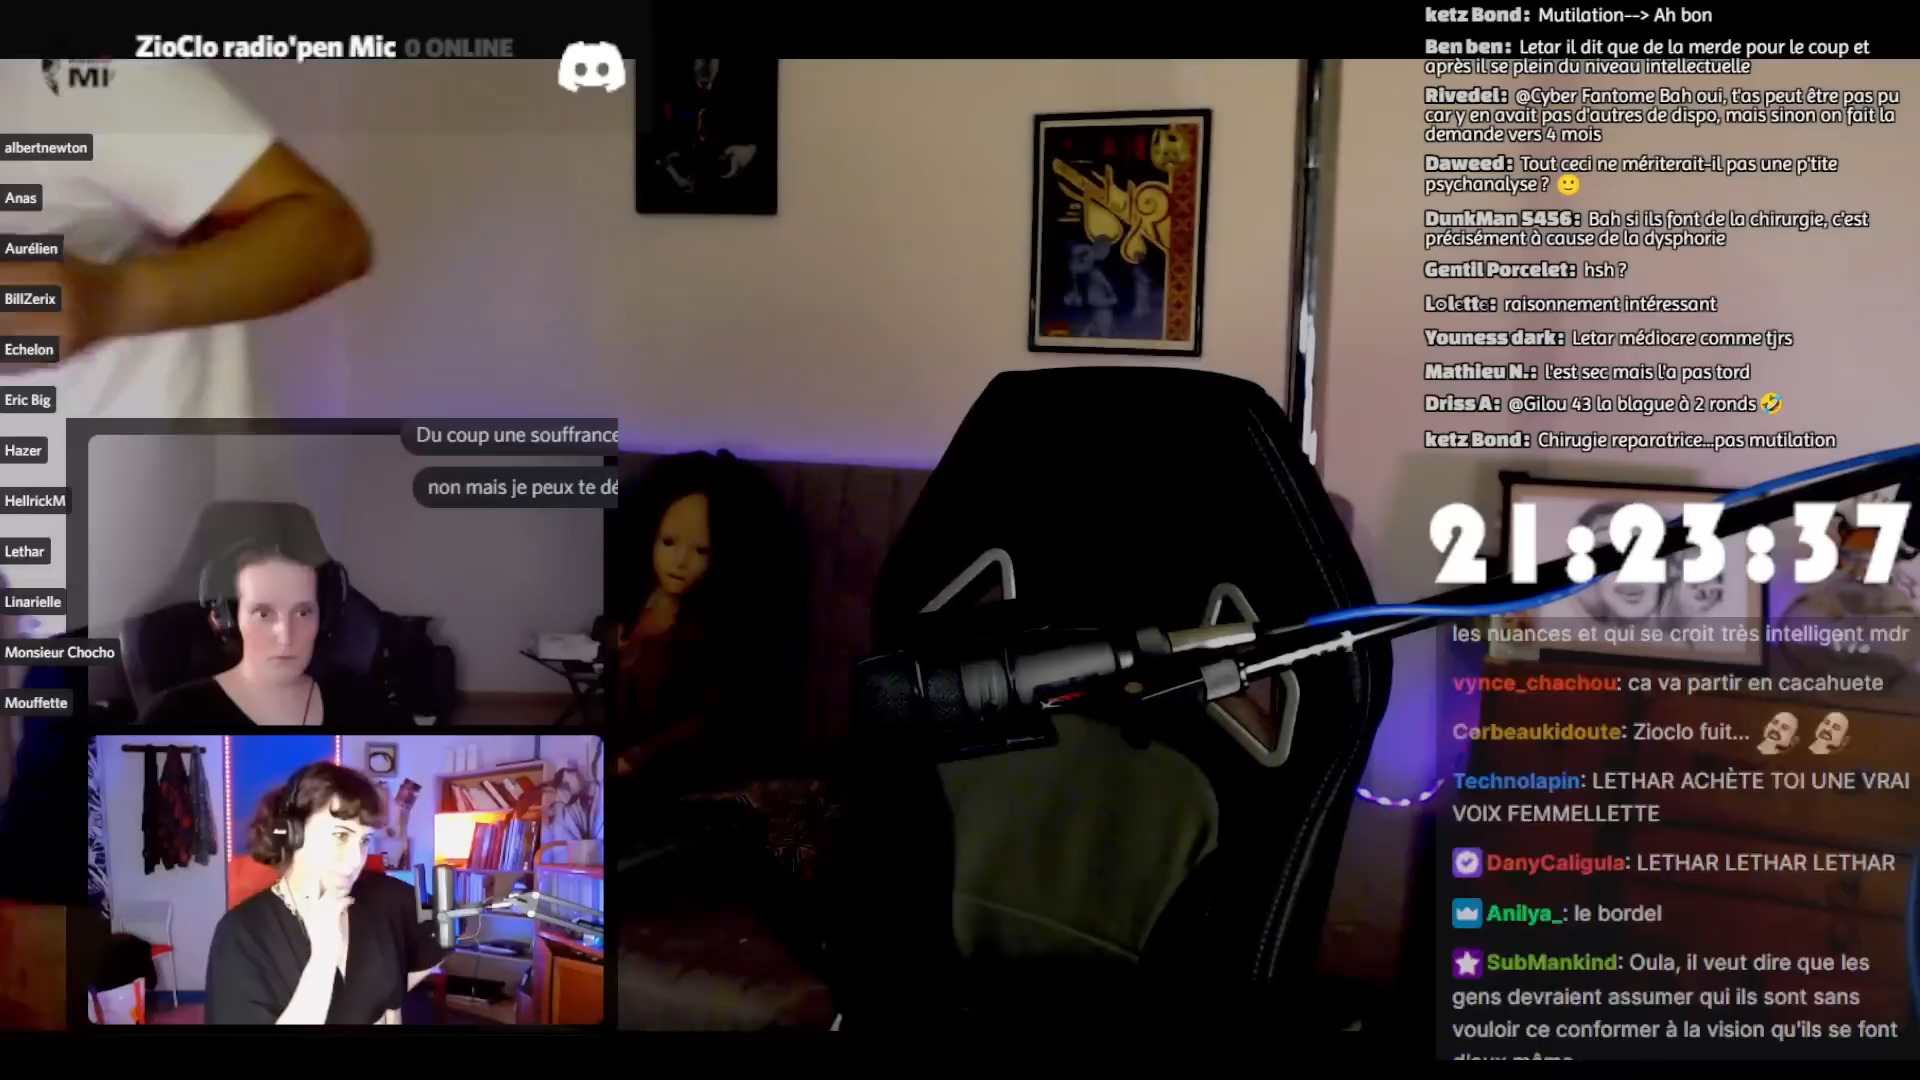 ZioClo radio'pen Mic 0 ONLINE
MI
albertnewton
Anas
Aurélien
BillZerix
Echelon
Eric Big
Hazer
HellrickM
Lethar
Linarielle
Monsieur Chocho
Mouffette
Du coup une souffrance
non mais je peux te dé
ketz Bond: Mutilation--> Ah bon
Ben ben: Letar il dit que de la merde pour le coup et
après il se plein du niveau intellectuelle
Rivedel: @Cyber Fantome Bah oui, t'as peut être pas pu
car y en avait pas d'autres de dispo, mais sinon on fait la
demande vers 4 mois
Daweed: Tout ceci ne mériterait-il pas une p'tite
psychanalyse ? 🙂
DunkMan 5456: Bah si ils font de la chirurgie, c'est
précisément à cause de la dysphorie
Gentil Porcelet: hsh ?
Lolette: raisonnement intéressant
Youness dark: Letar médiocre comme tjrs
Mathieu N.: l'est sec mais l'a pas tord
Driss A: @Gilou 43 la blague à 2 ronds 🤣
ketz Bond: Chirugie reparatrice...pas mutilation
21:23:37
les nuances et qui se croit très intelligent mdr
vynce_chachou: ca va partir en cacahuete
Corbeaukidoute: Zioclo fuit...
Technolapin: LETHAR ACHÈTE TOI UNE VRAI
VOIX FEMMELLETTE
DanyCaligula: LETHAR LETHAR LETHAR
Anilya_: le bordel
SubMankind: Oula, il veut dire que les
gens devraient assumer qui ils sont sans
vouloir ce conformer à la vision qu'ils se font
d'eux même